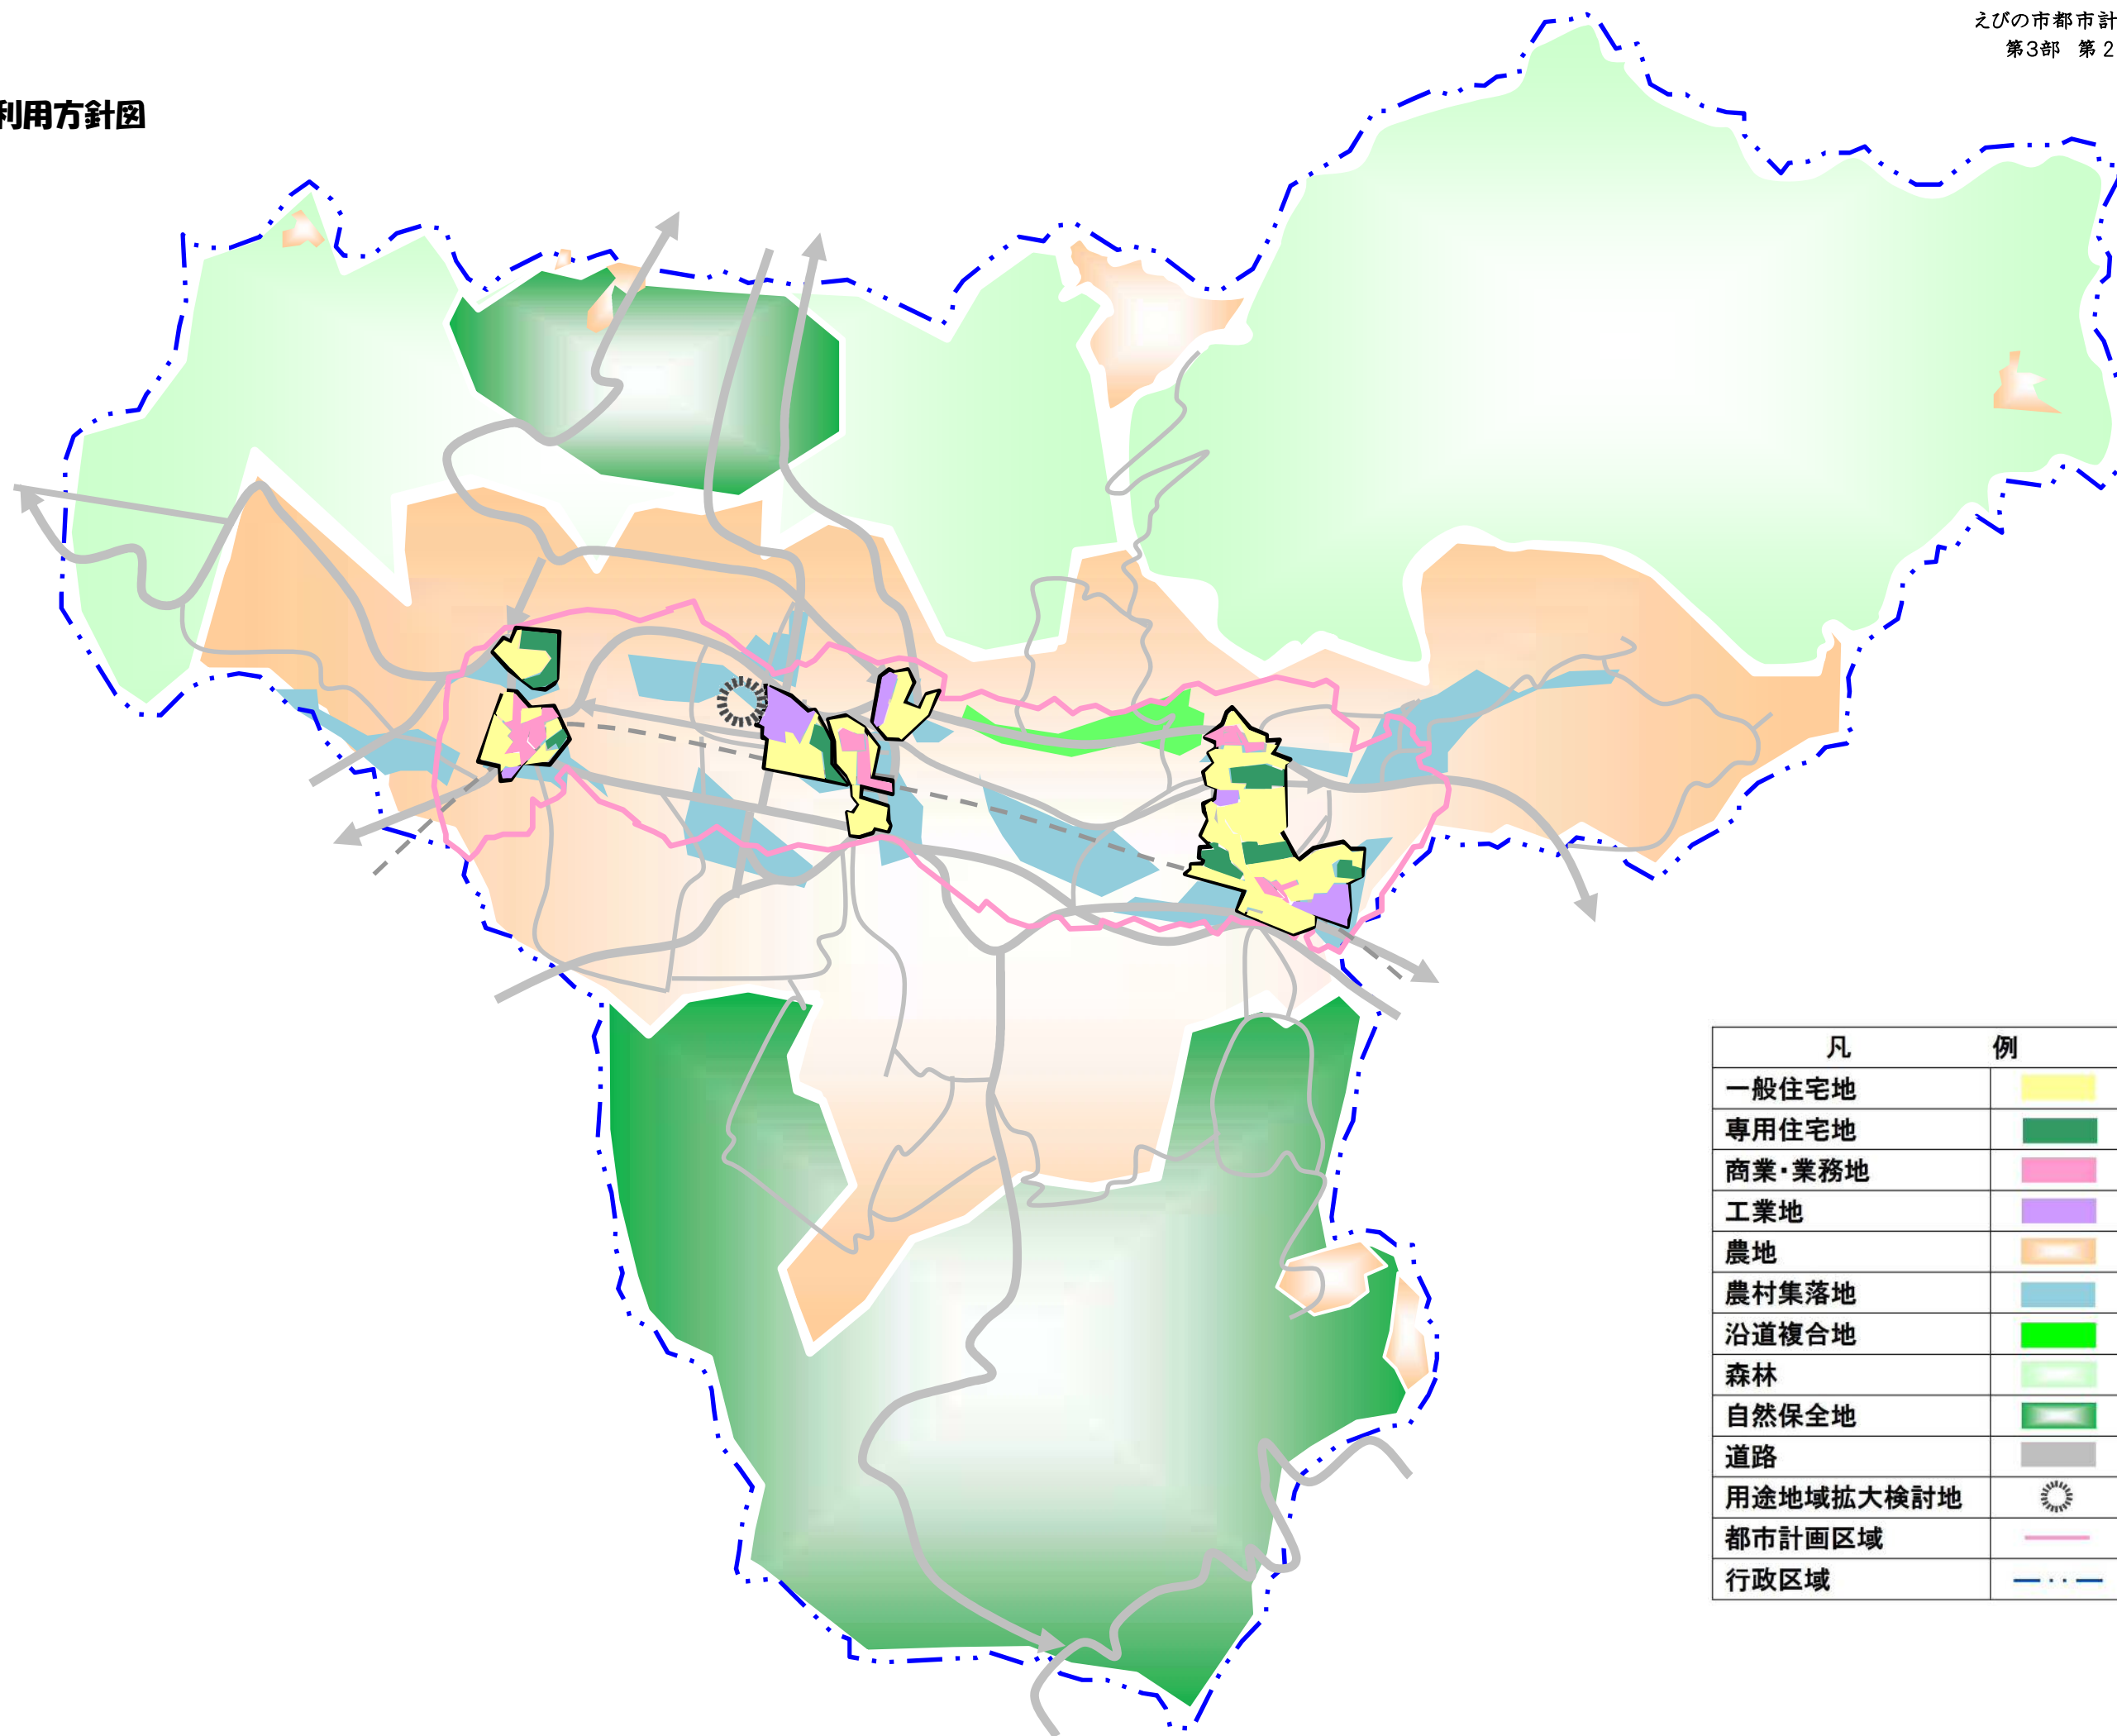 えびの市都市計
第3部 第 2
利用方針図
凡 例
一般住宅地
専用住宅地
商業・業務地
工業地
農地
農村集落地
沿道複合地
森林
自然保全地
道路
用途地域拡大検討地
都市計画区域
行政区域